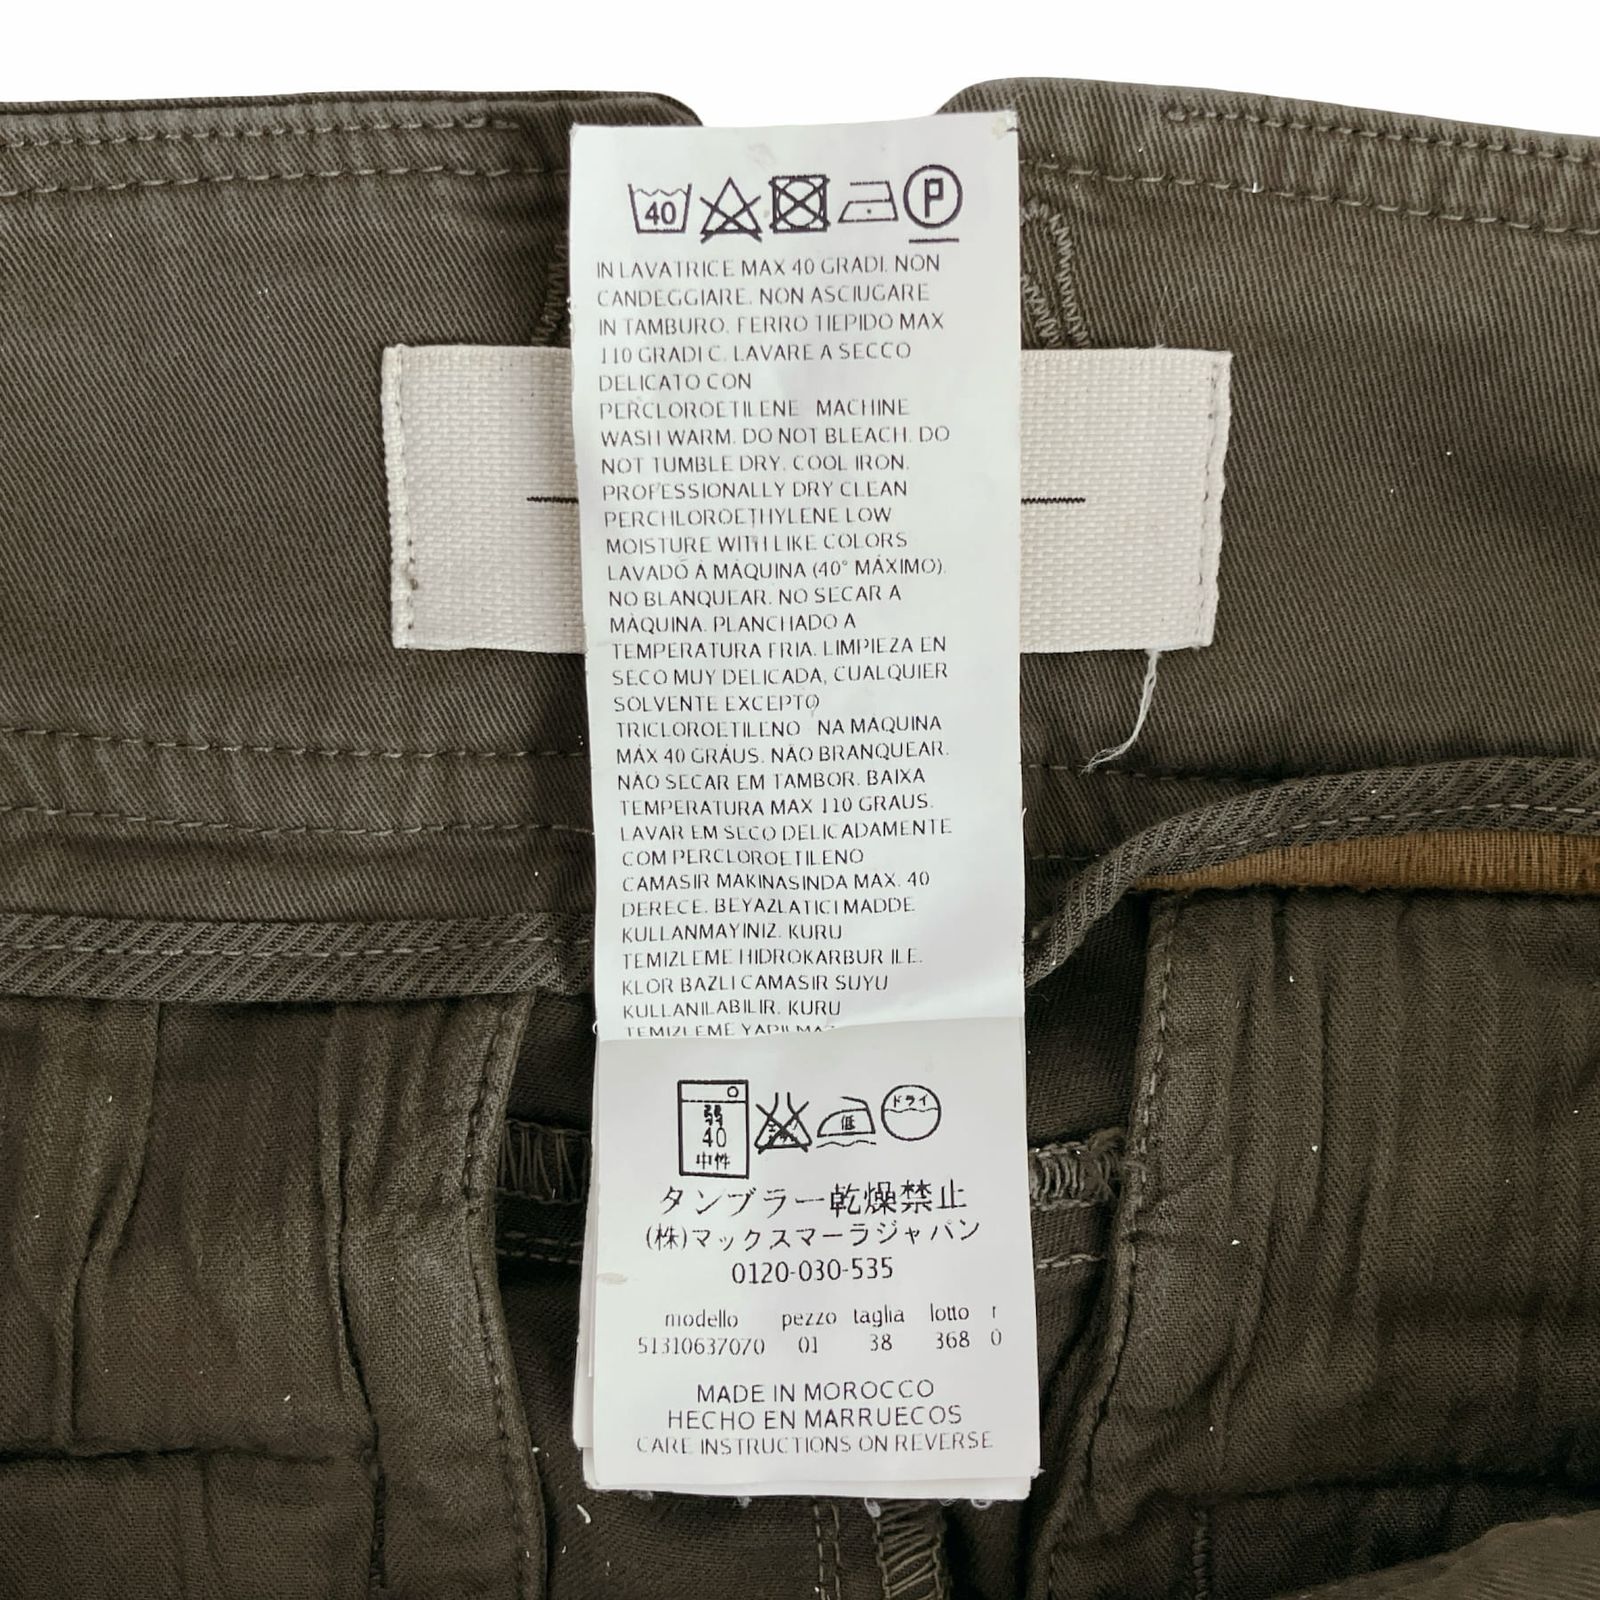 40 P
IN LAVATRICE MAX 40 GRADI. NON
CANDEGGIARE. NON ASCIUGARE
IN TAMBURO. FERRO TIEPIDO MAX
110 GRADI C. LAVARE A SECCO
DELICATO CON
PERCLOROETILENE MACHINE
WASH WARM. DO NOT BLEACH. DO
NOT TUMBLE DRY. COOL IRON.
PROFESSIONALLY DRY CLEAN
PERCHLOROETHYLENE LOW
MOISTURE WITH LIKE COLORS
LAVADO A MÁQUINA (40° MÁXIMO).
NO BLANQUEAR. NO SECAR A
MÁQUINA. PLANCHADO A
TEMPERATURA FRIA. LIMPIEZA EN
SECO MUY DELICADA, CUALQUIER
SOLVENTE EXCEPTO
TRICLOROETILENO NA MAQUINA
MÁX 40 GRÁUS. NÃO BRANQUEAR.
NÃO SECAR EM TAMBOR. BAIXA
TEMPERATURA MAX 110 GRAUS.
LAVAR EM SECO DELICADAMENTE
COM PERCLOROETILENO
CAMASIR MAKINASINDA MAX. 40
DERECE. BEYAZLATICI MADDE
KULLANMAYINIZ. KURU
TEMIZLEME HIDROKARBUR ILE.
KLOR BAZLI CAMASIR SUYU
KULLANILABILIR. KURU
TEMIZLEME
40 低 ドライ
中性
タンブラー乾燥禁止
(株)マックスマーラジャパン
0120-030-535
modello pezzo taglia lotto r
51310637070 01 38 368 0
MADE IN MOROCCO
HECHO EN MARRUECOS
CARE INSTRUCTIONS ON REVERSE